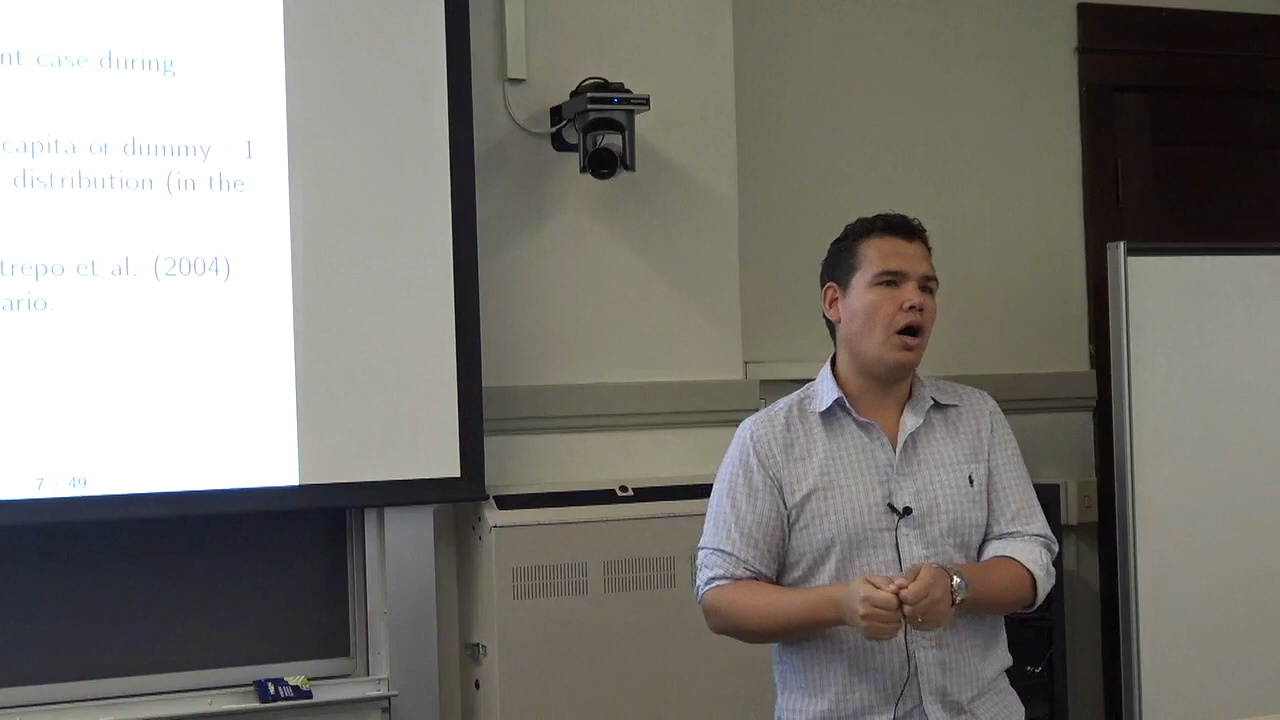 nt case during
capita or dummy 1
distribution (in the
trepo et al. (2004)
ario.
7 / 49